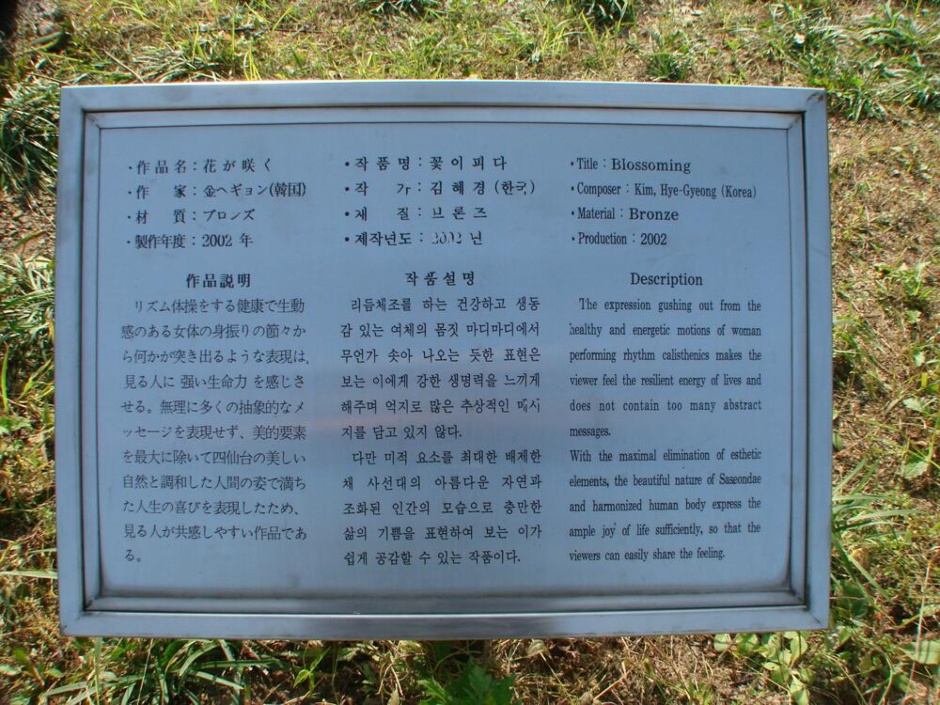 ・作品名：花が咲く
・作　家：金ヘギョン(韓国)
・材　質：ブロンズ
・製作年度：2002 年
作品説明
リズム体操をする健康で生動
感のある女体の身振りの節々か
ら何かが突き出るような表現は、
見る人に 強い生命力 を感じさ
せる。無理に多くの抽象的なメ
ッセージを表現せず、美的要素
を最大に除いて四仙台の美しい
自然と調和した人間の姿で満ち
た人生の喜びを表現したため、
見る人が共感しやすい作品であ
る。
・작품명：꽃이피다
・작　가：김혜경 (한국)
・재　질：브론즈
・제작년도：2002 년
작품설명
리듬체조를 하는 건강하고 생동
감 있는 여체의 몸짓 마디마디에서
무언가 솟아 나오는 듯한 표현은
보는 이에게 강한 생명력을 느끼게
해주며 억지로 많은 추상적인 메시
지를 담고 있지 않다.
다만 미적 요소를 최대한 배제한
채 사선대의 아름다운 자연과
조화된 인간의 모습으로 충만한
삶의 기쁨을 표현하여 보는 이가
쉽게 공감할 수 있는 작품이다.
・Title : Blossoming
・Composer : Kim, Hye-Gyeong (Korea)
・Material : Bronze
・Production : 2002
Description
The expression gushing out from the
healthy and energetic motions of woman
performing rhythm calisthenics makes the
viewer feel the resilient energy of lives and
does not contain too many abstract
messages.
With the maximal elimination of esthetic
elements, the beautiful nature of Saseondae
and harmonized human body express the
ample joy of life sufficiently, so that the
viewers can easily share the feeling.